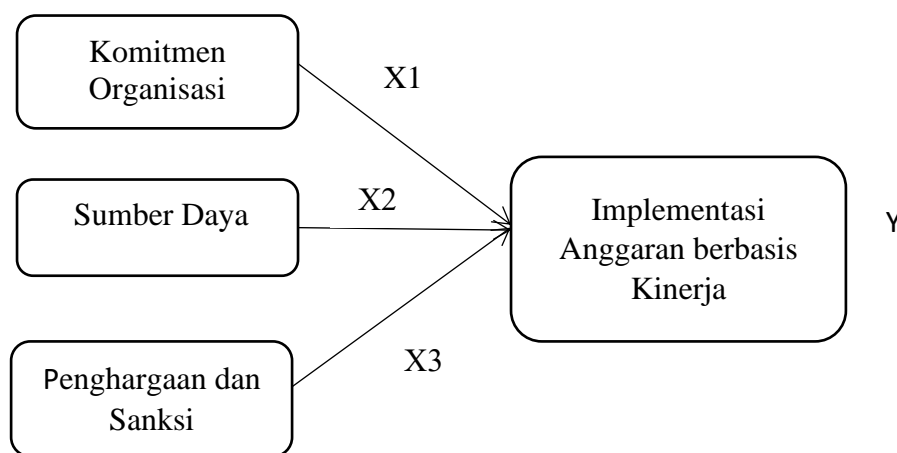 Komitmen
Organisasi
X1
Sumber Daya
X2
Implementasi
Anggaran berbasis
Kinerja
Y
Penghargaan dan
Sanksi
X3